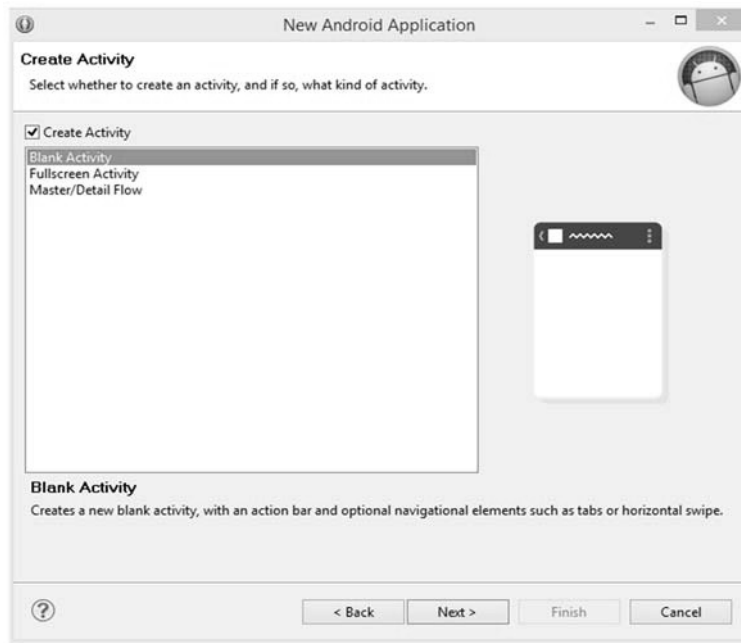 New Android Application
Create Activity
Select whether to create an activity, and if so, what kind of activity.
Create Activity
Blank Activity
Fullscreen Activity
Master/Detail Flow
Blank Activity
Creates a new blank activity, with an action bar and optional navigational elements such as tabs or horizontal swipe.
?
< Back Next > Finish Cancel